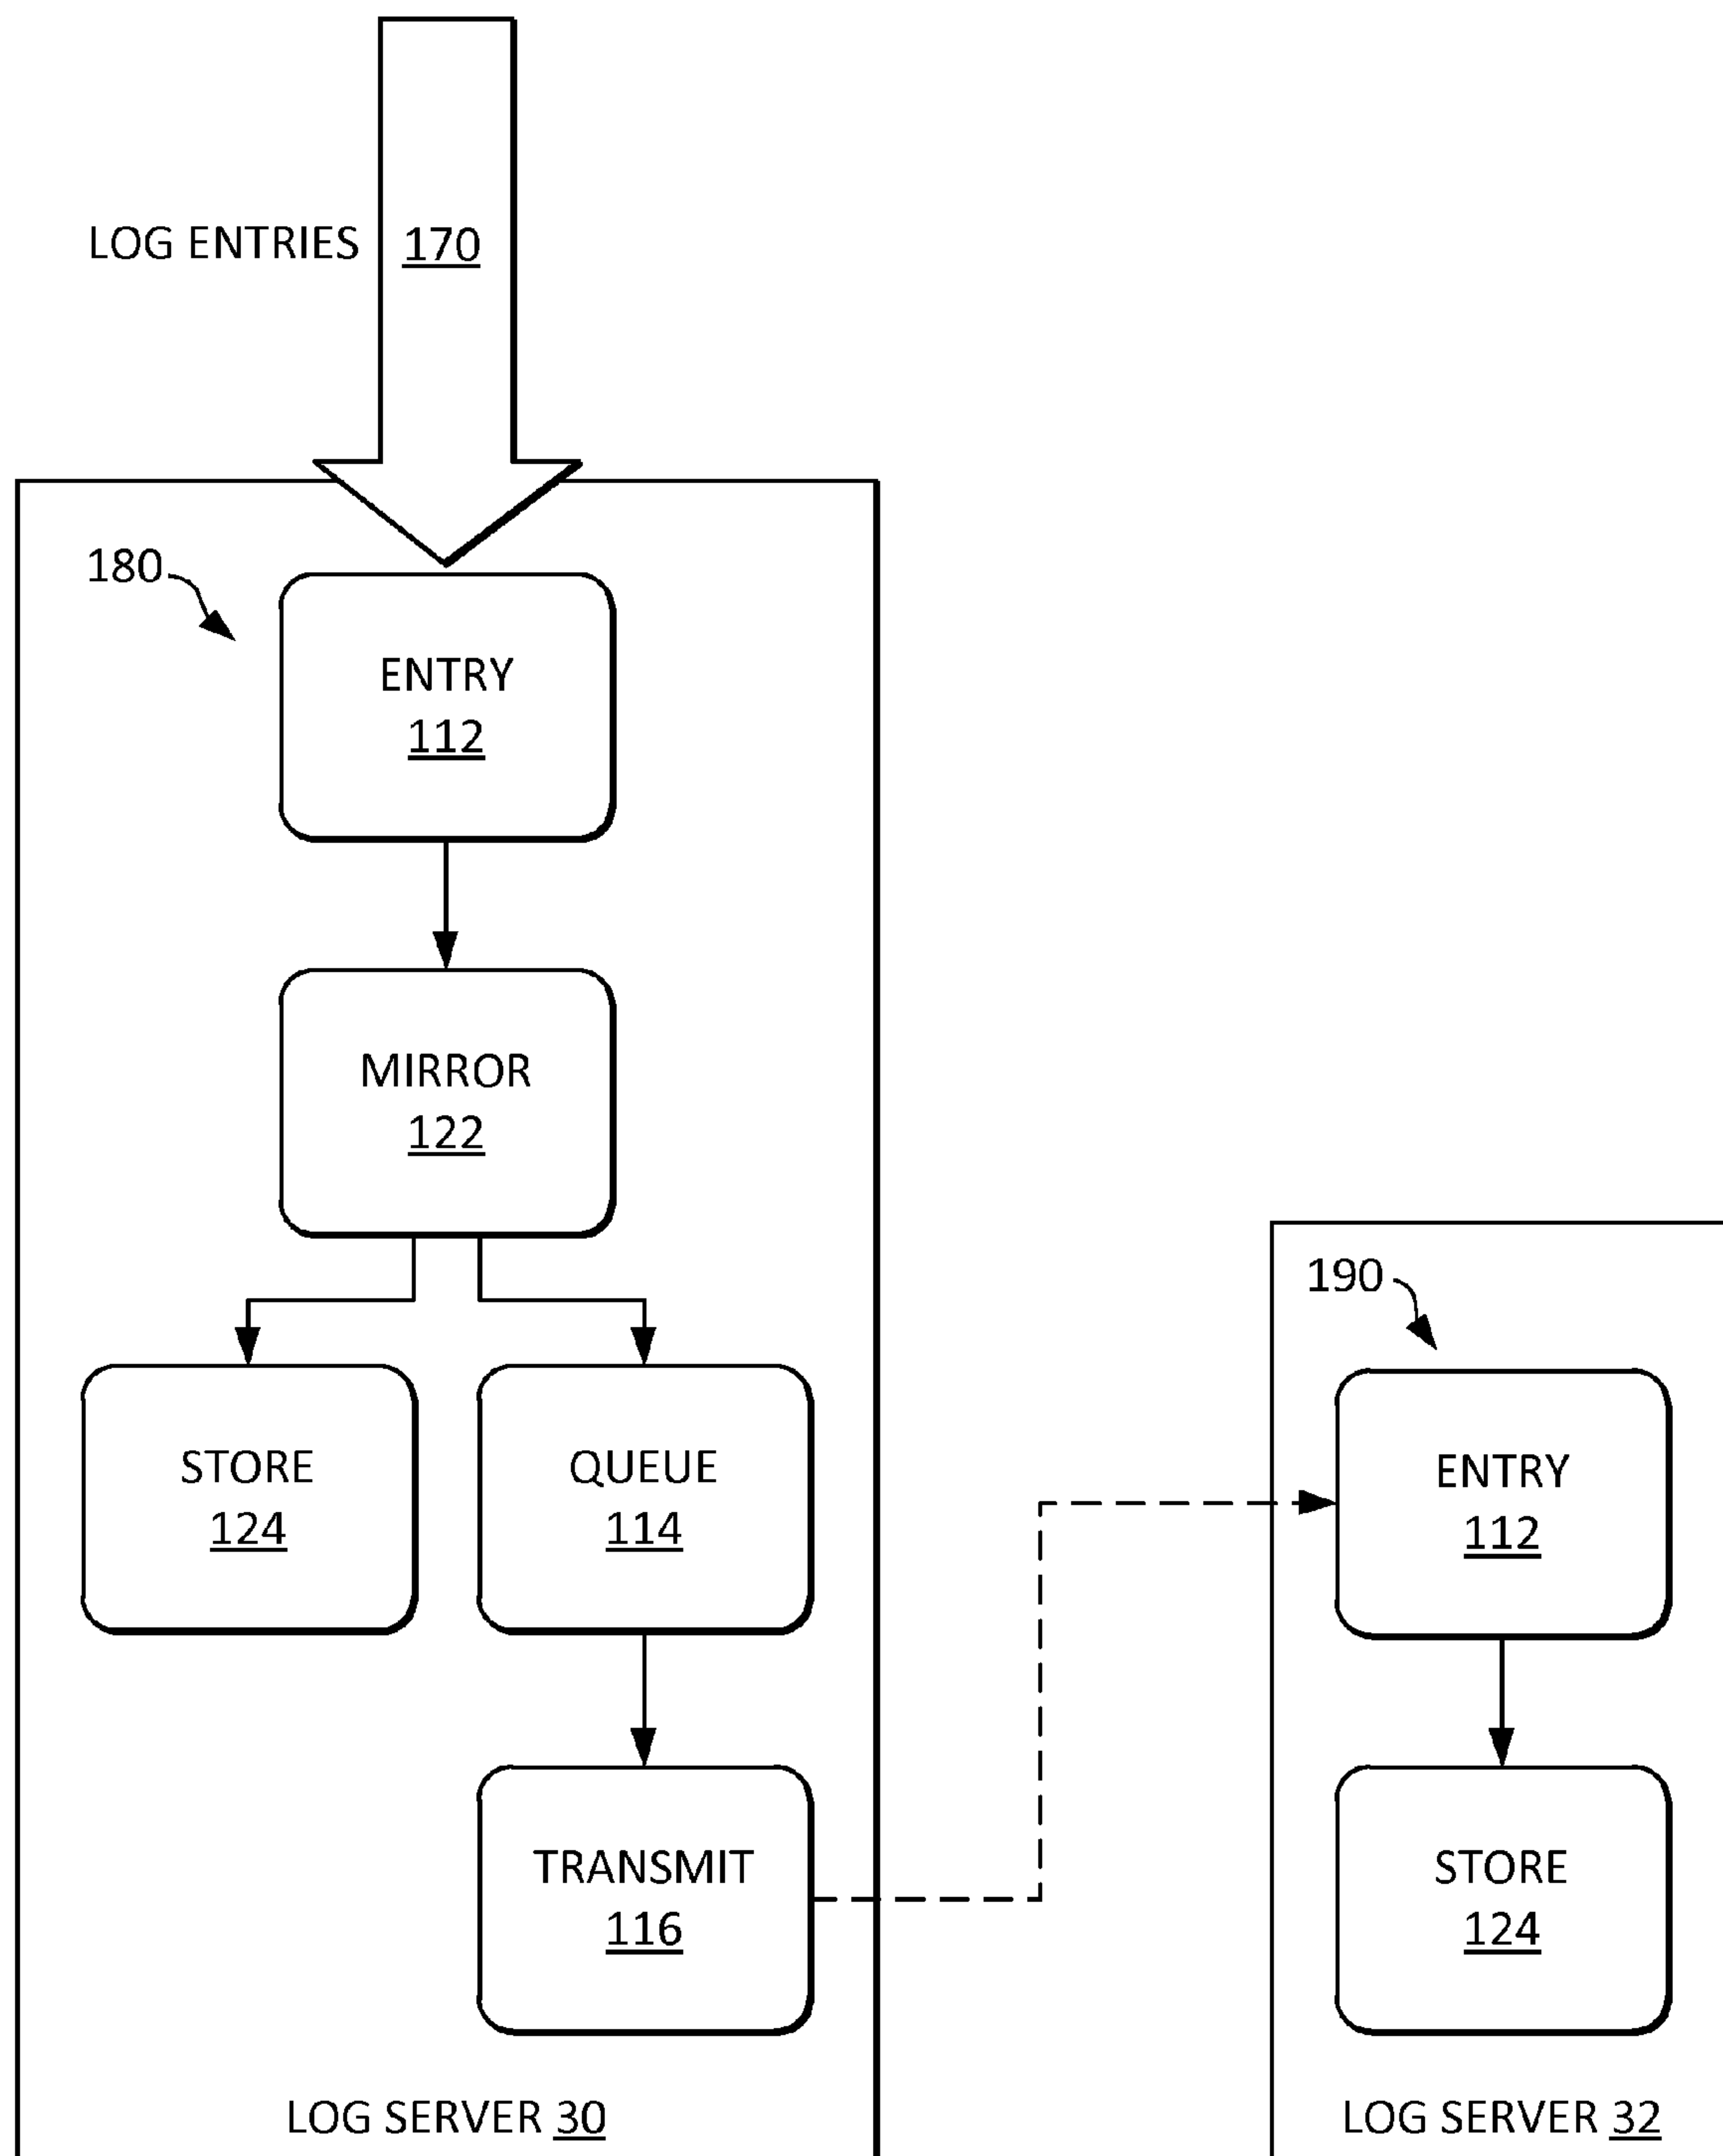 LOG ENTRIES 170
180
ENTRY
112
MIRROR
122
STORE
124
QUEUE
114
TRANSMIT
116
LOG SERVER 30
190
ENTRY
112
STORE
124
LOG SERVER 32